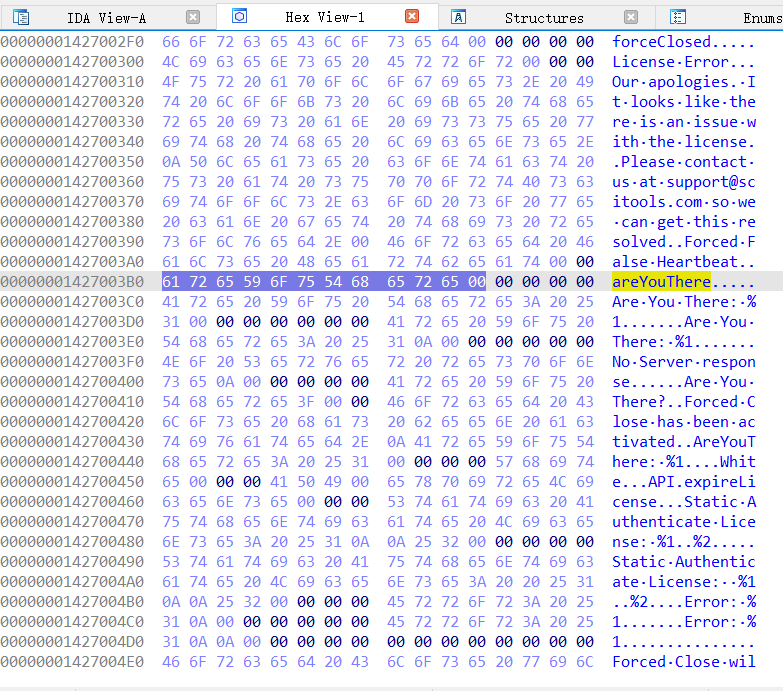 IDA View-A Hex View-1 Structures Enums
00000001427002F0 66 6F 72 63 65 43 6C 6F 73 65 64 00 00 00 00 00 forceClosed.....
0000000142700300 4C 69 63 65 6E 73 65 20 45 72 72 6F 72 00 00 00 License·Error...
0000000142700310 4F 75 72 20 61 70 6F 6C 6F 67 69 65 73 2E 20 49 Our·apologies.·I
0000000142700320 74 20 6C 6F 6F 6B 73 20 6C 69 6B 65 20 74 68 65 t·looks·like·the
0000000142700330 72 65 20 69 73 20 61 6E 20 69 73 73 75 65 20 77 re·is·an·issue·w
0000000142700340 69 74 68 20 74 68 65 20 6C 69 63 65 6E 73 65 2E ith·the·license.
0000000142700350 0A 50 6C 65 61 73 65 20 63 6F 6E 74 61 63 74 20 .Please·contact·
0000000142700360 75 73 20 61 74 20 73 75 70 70 6F 72 74 40 73 63 us·at·support@sc
0000000142700370 69 74 6F 6F 6C 73 2E 63 6F 6D 20 73 6F 20 77 65 itools.com·so·we
0000000142700380 20 63 61 6E 20 67 65 74 20 74 68 69 73 20 72 65 ·can·get·this·re
0000000142700390 73 6F 6C 76 65 64 2E 00 46 6F 72 63 65 64 20 46 solved..Forced·F
00000001427003A0 61 6C 73 65 20 48 65 61 72 74 62 65 61 74 00 00 alse·Heartbeat..
00000001427003B0 61 72 65 59 6F 75 54 68 65 72 65 00 00 00 00 00 areYouThere.....
00000001427003C0 41 72 65 20 59 6F 75 20 54 68 65 72 65 3A 20 25 Are·You·There:·%
00000001427003D0 31 00 00 00 00 00 00 00 41 72 65 20 59 6F 75 20 1.......Are·You·
00000001427003E0 54 68 65 72 65 3A 20 25 31 0A 00 00 00 00 00 00 There:·%1.......
00000001427003F0 4E 6F 20 53 65 72 76 65 72 20 72 65 73 70 6F 6E No·Server·respon
0000000142700400 73 65 0A 00 00 00 00 00 41 72 65 20 59 6F 75 20 se......Are·You·
0000000142700410 54 68 65 72 65 3F 00 00 46 6F 72 63 65 64 20 43 There?..Forced·C
0000000142700420 6C 6F 73 65 20 68 61 73 20 62 65 65 6E 20 61 63 lose·has·been·ac
0000000142700430 74 69 76 61 74 65 64 2E 0A 41 72 65 59 6F 75 54 tivated..AreYouT
0000000142700440 68 65 72 65 3A 20 25 31 00 00 00 00 57 68 69 74 here:·%1....Whit
0000000142700450 65 00 00 00 41 50 49 00 65 78 70 69 72 65 4C 69 e...API.expireLi
0000000142700460 63 65 6E 73 65 00 00 00 53 74 61 74 69 63 20 41 cense...Static·A
0000000142700470 75 74 68 65 6E 74 69 63 61 74 65 20 4C 69 63 65 uthenticate·Lice
0000000142700480 6E 73 65 3A 20 25 31 0A 0A 25 32 00 00 00 00 00 nse:·%1..%2.....
0000000142700490 53 74 61 74 69 63 20 41 75 74 68 65 6E 74 69 63 Static·Authentic
00000001427004A0 61 74 65 20 4C 69 63 65 6E 73 65 3A 20 20 25 31 ate·License:··%1
00000001427004B0 0A 0A 25 32 00 00 00 00 45 72 72 6F 72 3A 20 25 ..%2....Error:·%
00000001427004C0 31 0A 00 00 00 00 00 00 45 72 72 6F 72 3A 20 25 1.......Error:·%
00000001427004D0 31 0A 0A 00 00 00 00 00 00 00 00 00 00 00 00 00 1...............
00000001427004E0 46 6F 72 63 65 64 20 43 6C 6F 73 65 20 77 69 6C Forced·Close·wil